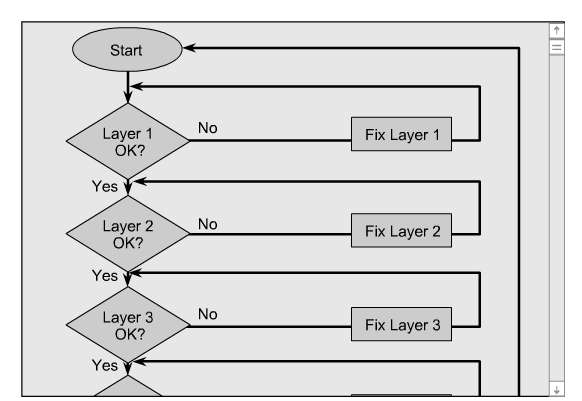 Start
Layer 1
OK?
No
Fix Layer 1
Yes
Layer 2
OK?
No
Fix Layer 2
Yes
Layer 3
OK?
No
Fix Layer 3
Yes